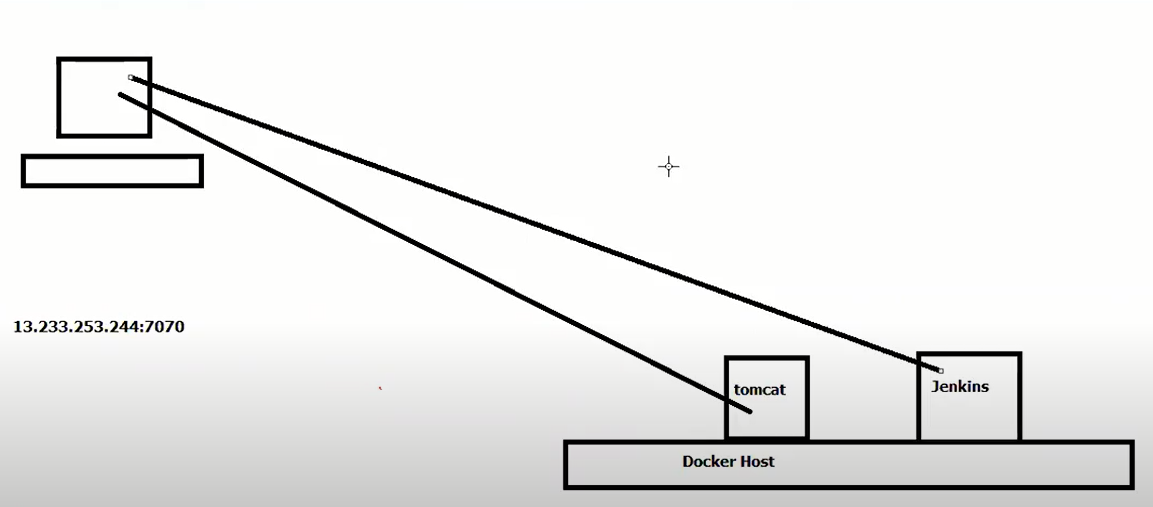 13.233.253.244:7070
tomcat
Jenkins
Docker Host